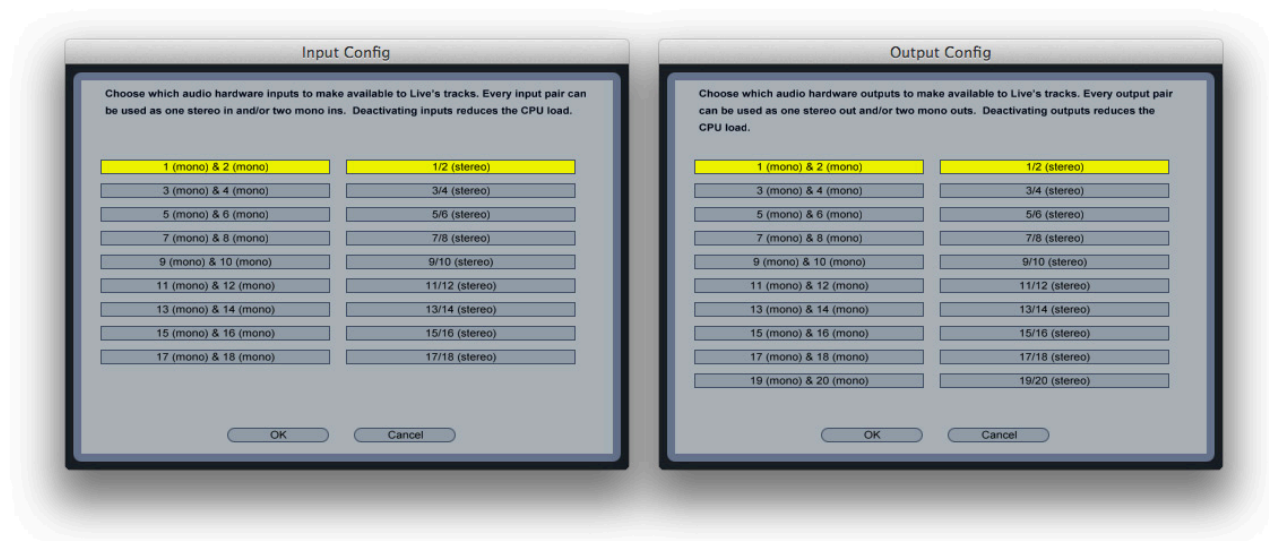 Input Config
Choose which audio hardware inputs to make available to Live's tracks. Every input pair can
be used as one stereo in and/or two mono ins. Deactivating inputs reduces the CPU load.
1 (mono) & 2 (mono)
1/2 (stereo)
3 (mono) & 4 (mono)
3/4 (stereo)
5 (mono) & 6 (mono)
5/6 (stereo)
7 (mono) & 8 (mono)
7/8 (stereo)
9 (mono) & 10 (mono)
9/10 (stereo)
11 (mono) & 12 (mono)
11/12 (stereo)
13 (mono) & 14 (mono)
13/14 (stereo)
15 (mono) & 16 (mono)
15/16 (stereo)
17 (mono) & 18 (mono)
17/18 (stereo)
OK
Cancel
Output Config
Choose which audio hardware outputs to make available to Live's tracks. Every output pair
can be used as one stereo out and/or two mono outs. Deactivating outputs reduces the
CPU load.
1 (mono) & 2 (mono)
1/2 (stereo)
3 (mono) & 4 (mono)
3/4 (stereo)
5 (mono) & 6 (mono)
5/6 (stereo)
7 (mono) & 8 (mono)
7/8 (stereo)
9 (mono) & 10 (mono)
9/10 (stereo)
11 (mono) & 12 (mono)
11/12 (stereo)
13 (mono) & 14 (mono)
13/14 (stereo)
15 (mono) & 16 (mono)
15/16 (stereo)
17 (mono) & 18 (mono)
17/18 (stereo)
19 (mono) & 20 (mono)
19/20 (stereo)
OK
Cancel